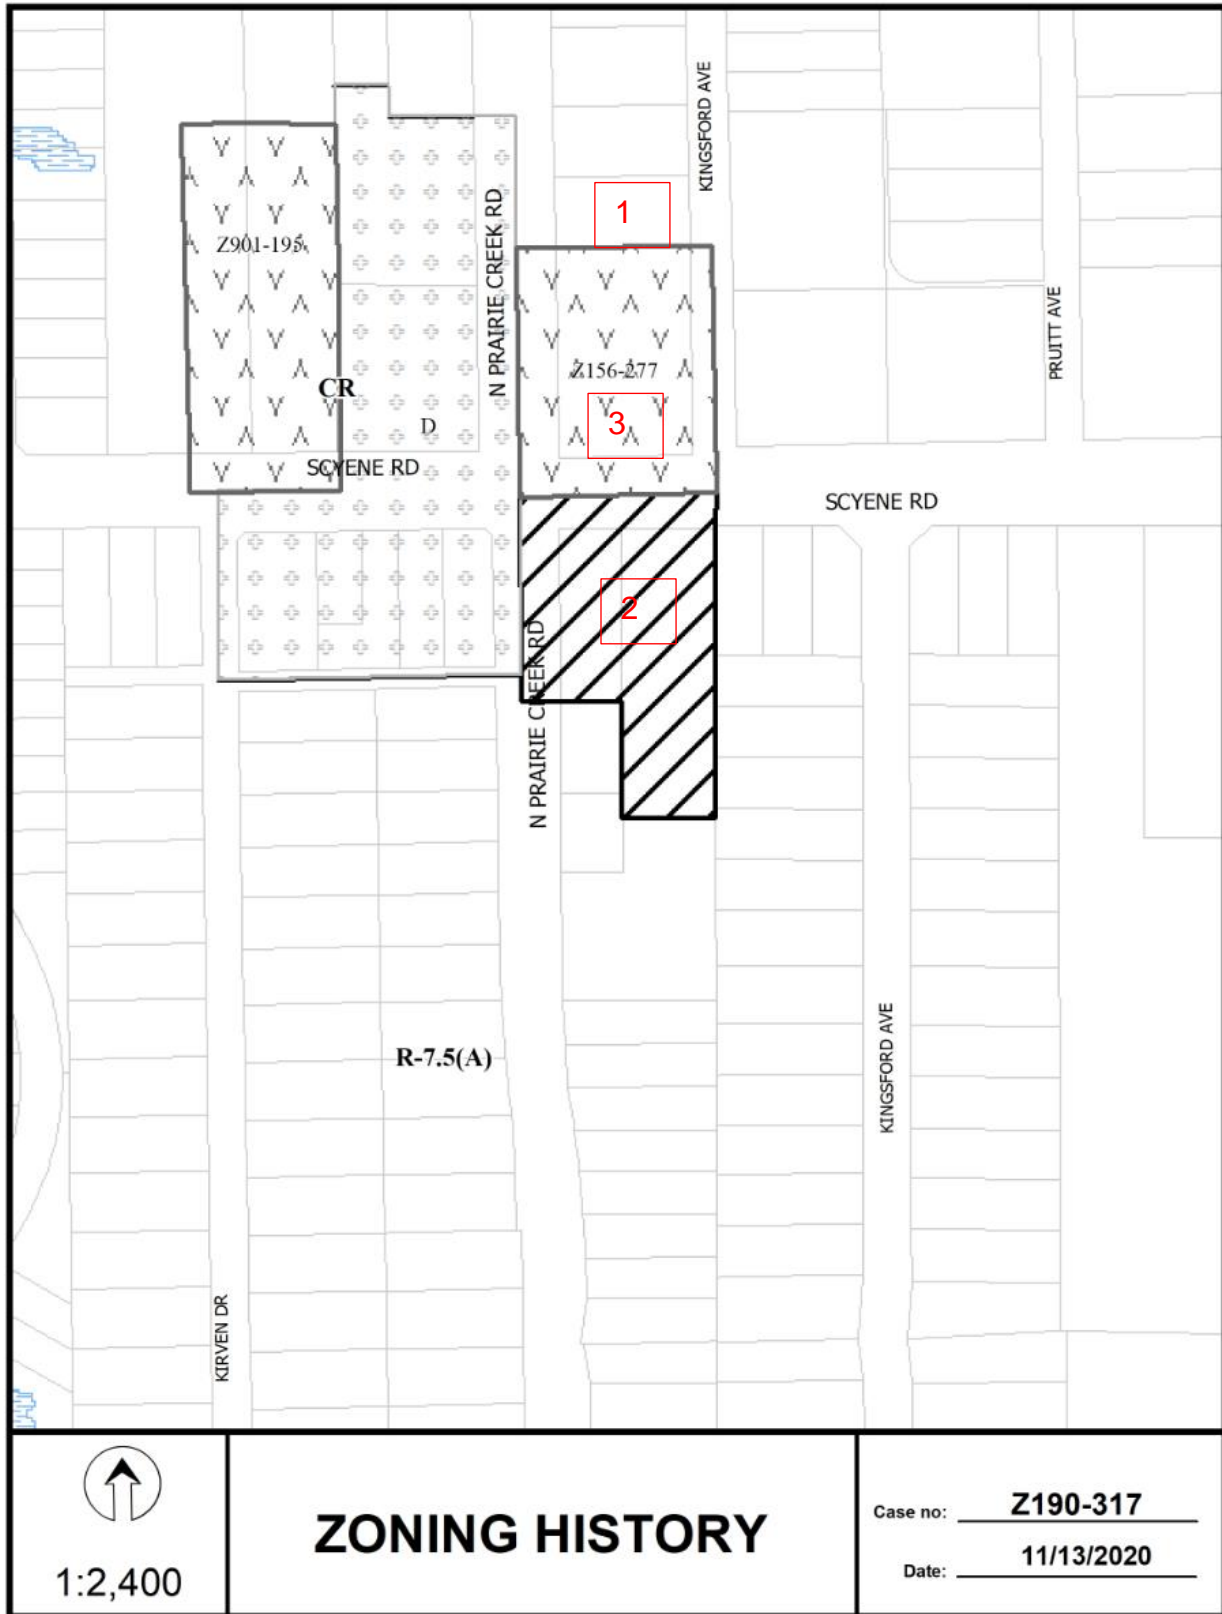 KINGSFORD AVE
1
N PRAIRIE CREEK RD
Z901-195
PRUITT AVE
Z156-277
CR
3
D
SCYENE RD
SCYENE RD
2
N PRAIRIE CREEK RD
R-7.5(A)
KINGSFORD AVE
KIRVEN DR
1:2,400
ZONING HISTORY
Case no: Z190-317
Date: 11/13/2020